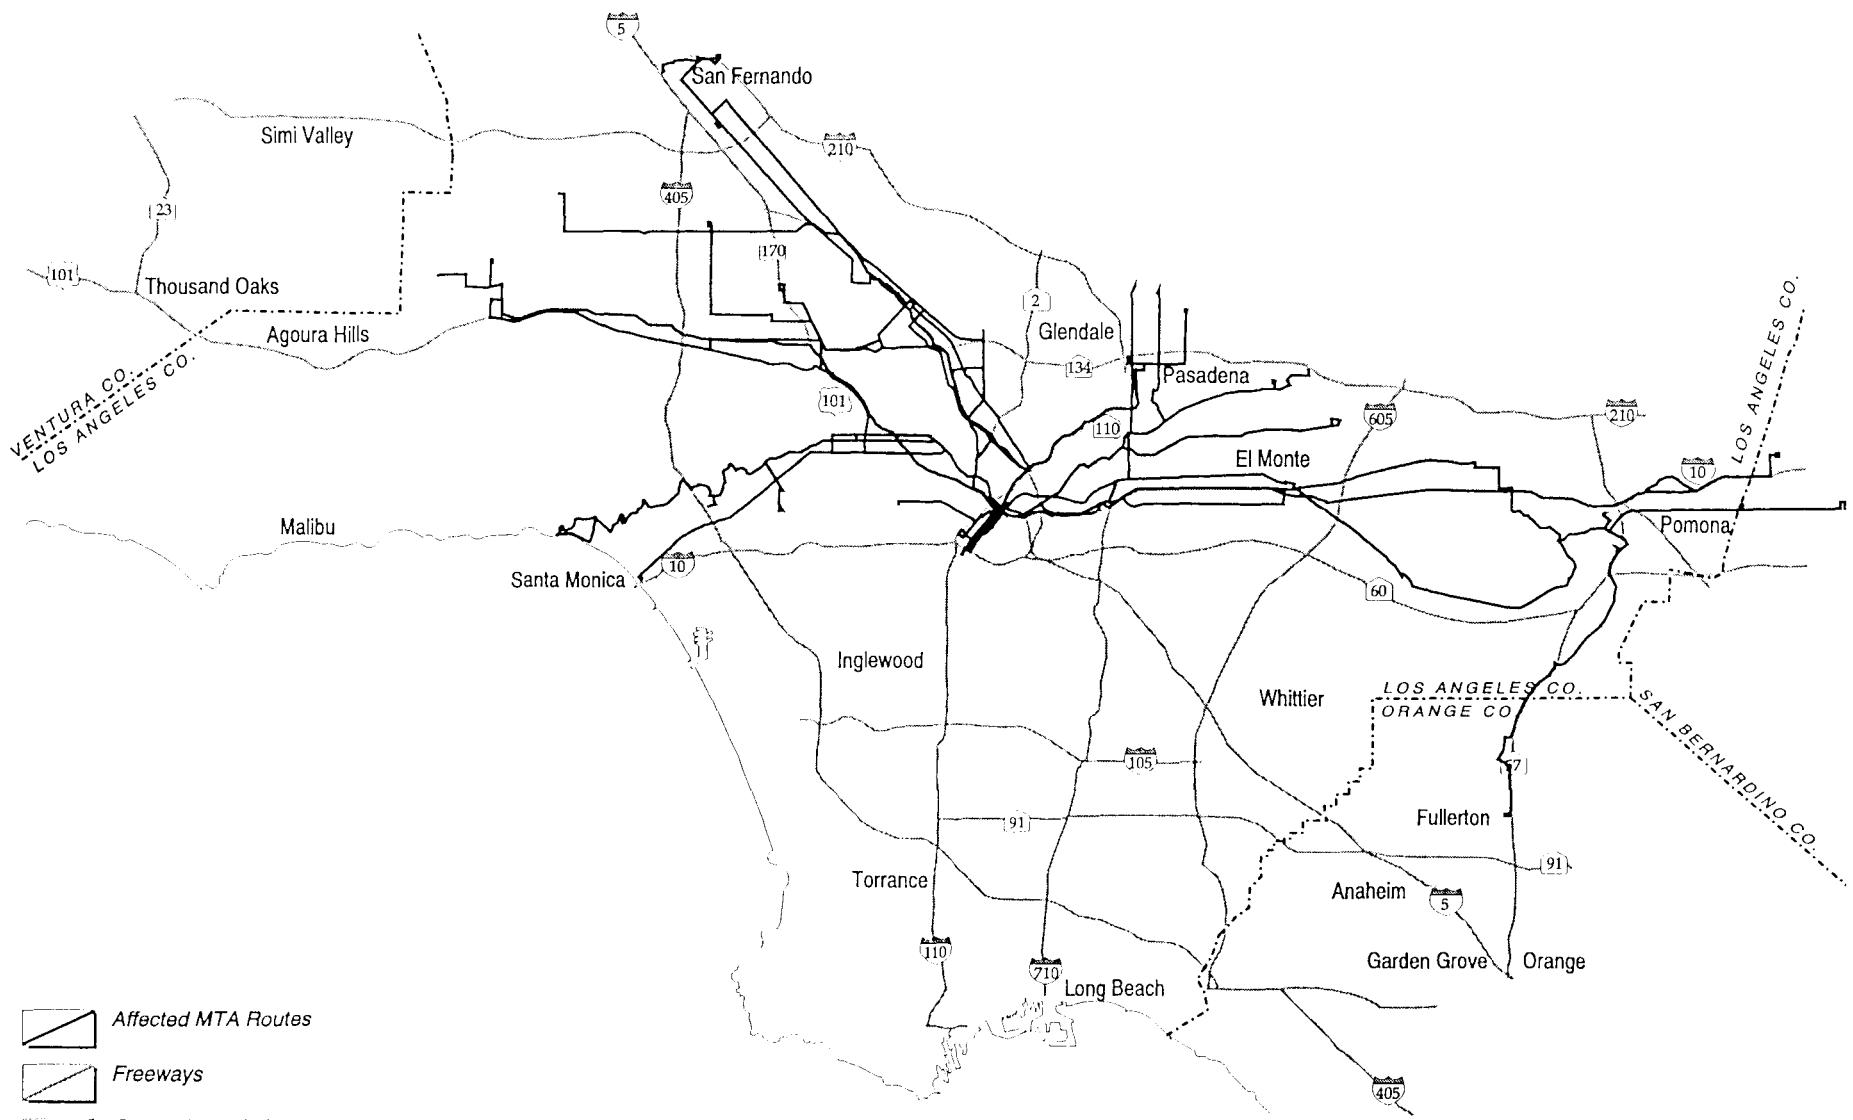 5
San Fernando
Simi Valley
210
405
23
170
101
Thousand Oaks
2
Agoura Hills
Glendale
134
Pasadena
VENTURA CO.
LOS ANGELES CO.
101
110
605
210
LOS ANGELES CO.
El Monte
10
Malibu
Pomona
Santa Monica
10
60
Inglewood
Whittier
LOS ANGELES CO.
ORANGE CO
SAN BERNARDINO CO.
105
91
Fullerton
91
Torrance
Anaheim
5
110
710
Garden Grove
Orange
Long Beach
405
Affected MTA Routes
Freeways